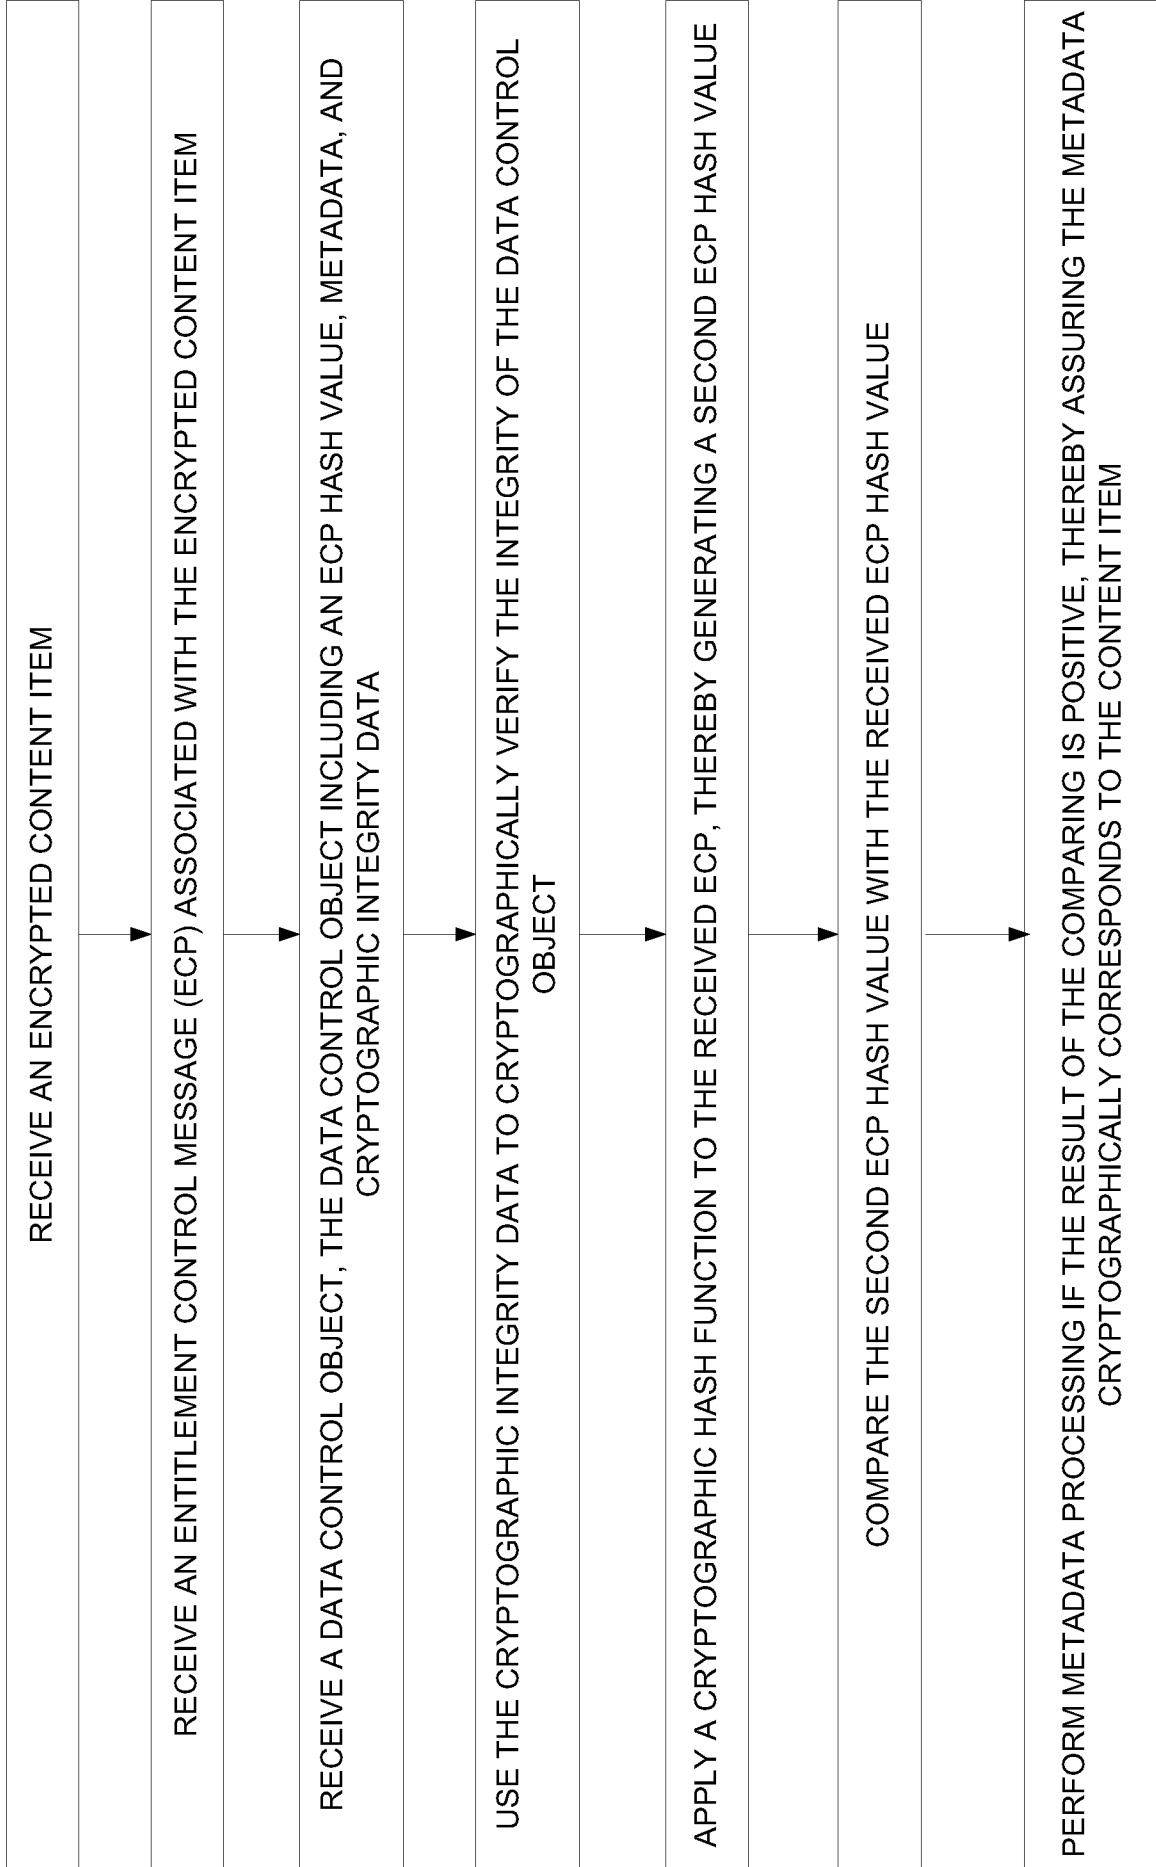 RECEIVE AN ENCRYPTED CONTENT ITEM
RECEIVE AN ENTITLEMENT CONTROL MESSAGE (ECP) ASSOCIATED WITH THE ENCRYPTED CONTENT ITEM
RECEIVE A DATA CONTROL OBJECT, THE DATA CONTROL OBJECT INCLUDING AN ECP HASH VALUE, METADATA, AND
CRYPTOGRAPHIC INTEGRITY DATA
USE THE CRYPTOGRAPHIC INTEGRITY DATA TO CRYPTOGRAPHICALLY VERIFY THE INTEGRITY OF THE DATA CONTROL
OBJECT
APPLY A CRYPTOGRAPHIC HASH FUNCTION TO THE RECEIVED ECP, THEREBY GENERATING A SECOND ECP HASH VALUE
COMPARE THE SECOND ECP HASH VALUE WITH THE RECEIVED ECP HASH VALUE
PERFORM METADATA PROCESSING IF THE RESULT OF THE COMPARING IS POSITIVE, THEREBY ASSURING THE METADATA
CRYPTOGRAPHICALLY CORRESPONDS TO THE CONTENT ITEM